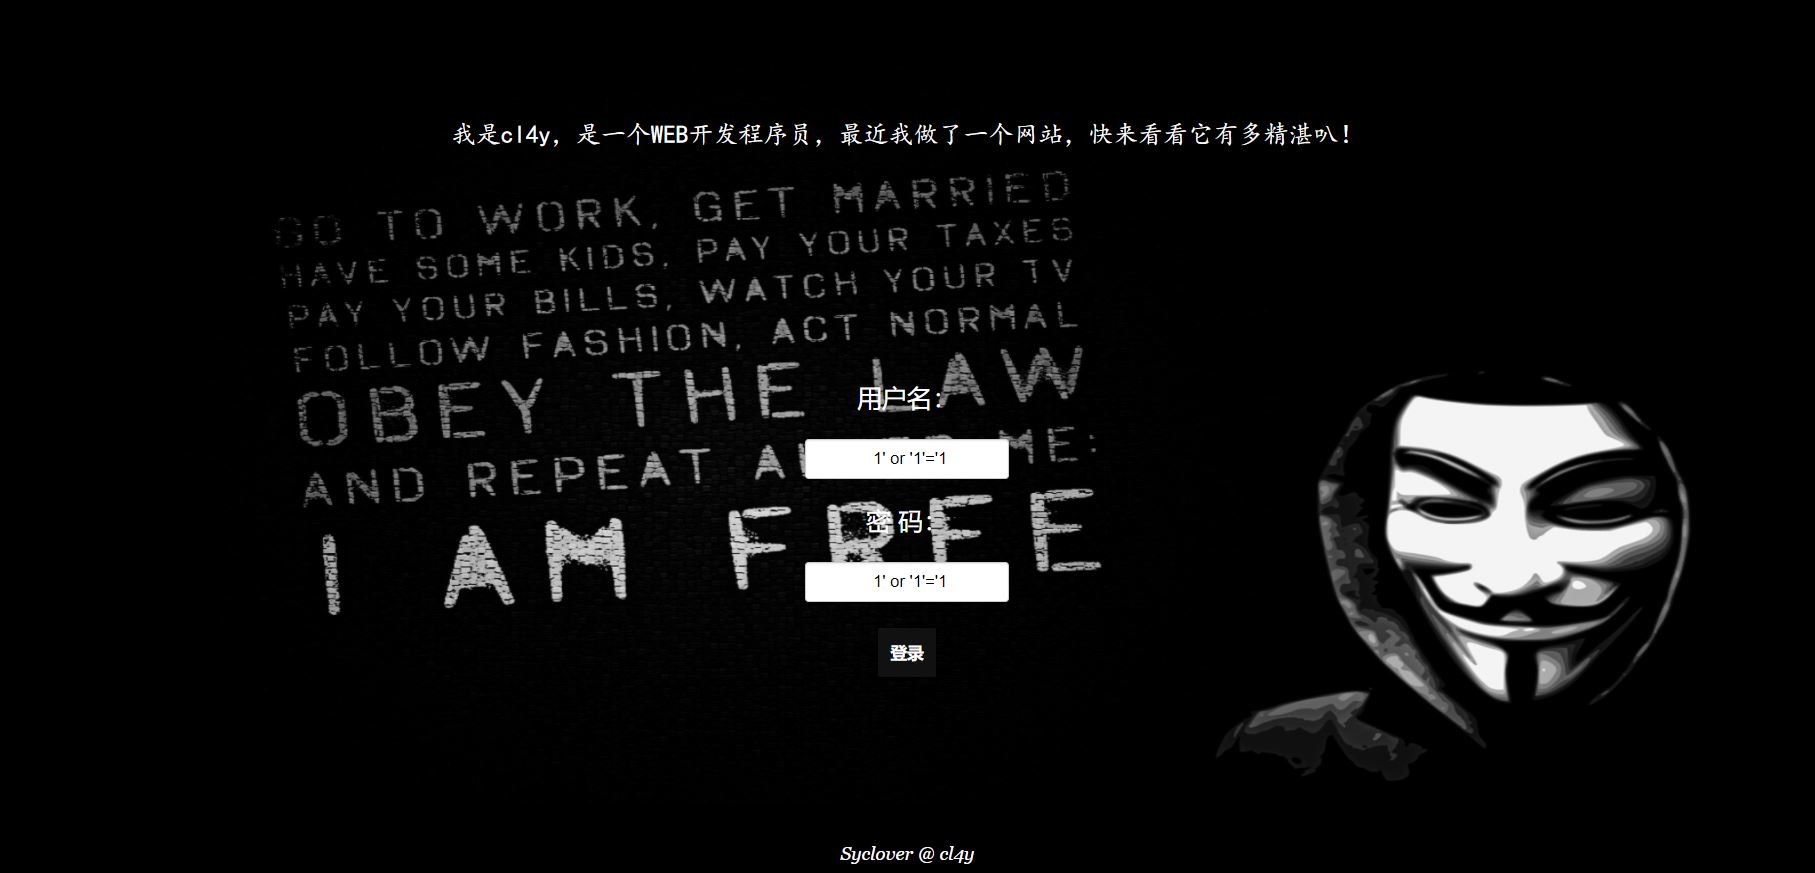 我是cl4y，是一个WEB开发程序员，最近我做了一个网站，快来看看它有多精湛叭！
GO TO WORK, GET MARRIED
HAVE SOME KIDS, PAY YOUR TAXES
PAY YOUR BILLS, WATCH YOUR TV
FOLLOW FASHION, ACT NORMAL
OBEY THE LAW
AND REPEAT AFTER ME:
I AM FREE
用户名：
1' or '1'='1
密 码：
1' or '1'='1
登录
Syclover @ cl4y